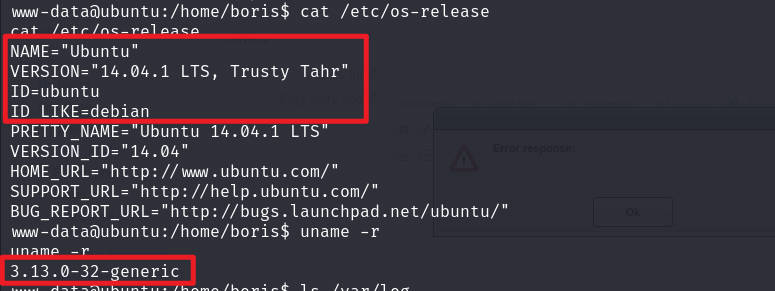 www-data@ubuntu:/home/boris$ cat /etc/os-release
cat /etc/os-release
NAME="Ubuntu"
VERSION="14.04.1 LTS, Trusty Tahr"
ID=ubuntu
ID_LIKE=debian
PRETTY_NAME="Ubuntu 14.04.1 LTS"
VERSION_ID="14.04"
HOME_URL="http://www.ubuntu.com/"
SUPPORT_URL="http://help.ubuntu.com/"
BUG_REPORT_URL="http://bugs.launchpad.net/ubuntu/"
www-data@ubuntu:/home/boris$ uname -r
uname -r
3.13.0-32-generic
www-data@ubuntu:/home/boris$ ls /var/log
Error response:
Ok